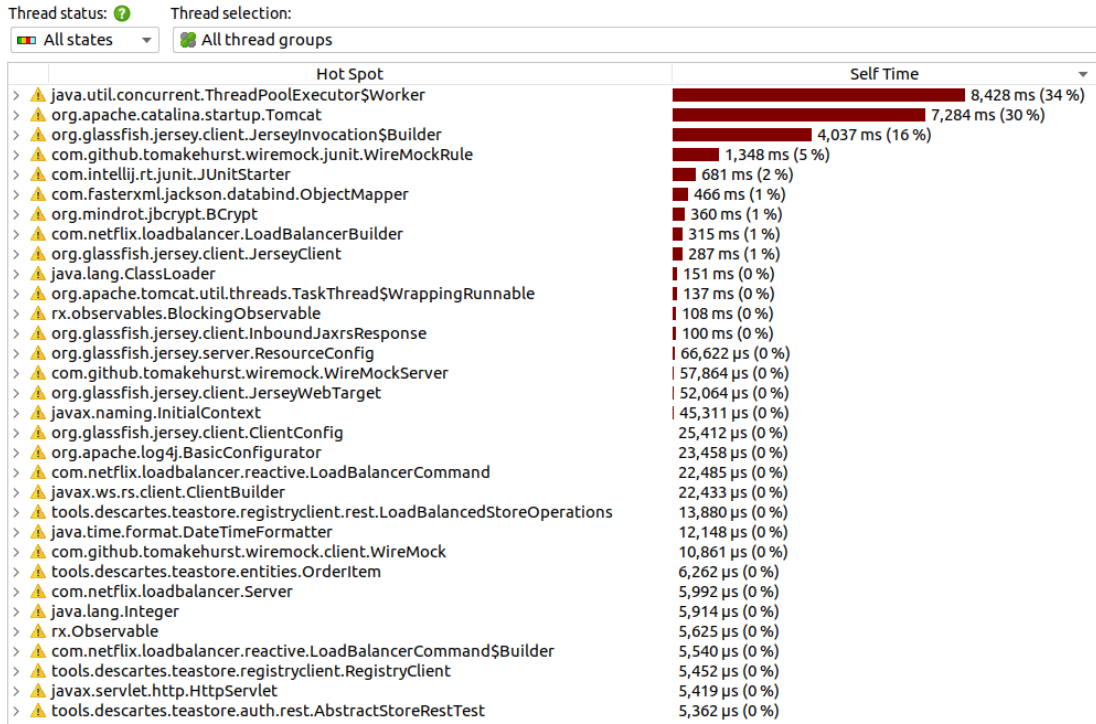 Thread status: Thread selection:
All states All thread groups
Hot Spot Self Time
java.util.concurrent.ThreadPoolExecutor$Worker 8,428 ms (34 %)
org.apache.catalina.startup.Tomcat 7,284 ms (30 %)
org.glassfish.jersey.client.JerseyInvocation$Builder 4,037 ms (16 %)
com.github.tomakehurst.wiremock.junit.WireMockRule 1,348 ms (5 %)
com.intellij.rt.junit.JUnitStarter 681 ms (2 %)
com.fasterxml.jackson.databind.ObjectMapper 466 ms (1 %)
org.mindrot.jbcrypt.BCrypt 360 ms (1 %)
com.netflix.loadbalancer.LoadBalancerBuilder 315 ms (1 %)
org.glassfish.jersey.client.JerseyClient 287 ms (1 %)
java.lang.ClassLoader 151 ms (0 %)
org.apache.tomcat.util.threads.TaskThread$WrappingRunnable 137 ms (0 %)
rx.observables.BlockingObservable 108 ms (0 %)
org.glassfish.jersey.client.InboundJaxrsResponse 100 ms (0 %)
org.glassfish.jersey.server.ResourceConfig 66,622 µs (0 %)
com.github.tomakehurst.wiremock.WireMockServer 57,864 µs (0 %)
org.glassfish.jersey.client.JerseyWebTarget 52,064 µs (0 %)
javax.naming.InitialContext 45,311 µs (0 %)
org.glassfish.jersey.client.ClientConfig 25,412 µs (0 %)
org.apache.log4j.BasicConfigurator 23,458 µs (0 %)
com.netflix.loadbalancer.reactive.LoadBalancerCommand 22,485 µs (0 %)
javax.ws.rs.client.ClientBuilder 22,433 µs (0 %)
tools.descartes.teastore.registryclient.rest.LoadBalancedStoreOperations 13,880 µs (0 %)
java.time.format.DateTimeFormatter 12,148 µs (0 %)
com.github.tomakehurst.wiremock.client.WireMock 10,861 µs (0 %)
tools.descartes.teastore.entities.OrderItem 6,262 µs (0 %)
com.netflix.loadbalancer.Server 5,992 µs (0 %)
java.lang.Integer 5,914 µs (0 %)
rx.Observable 5,625 µs (0 %)
com.netflix.loadbalancer.reactive.LoadBalancerCommand$Builder 5,540 µs (0 %)
tools.descartes.teastore.registryclient.RegistryClient 5,452 µs (0 %)
javax.servlet.http.HttpServlet 5,419 µs (0 %)
tools.descartes.teastore.auth.rest.AbstractStoreRestTest 5,362 µs (0 %)